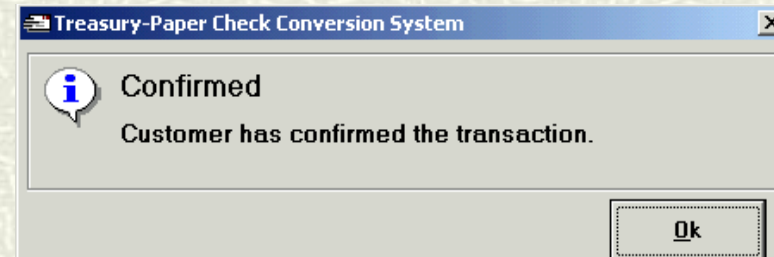 Treasury-Paper Check Conversion System
Confirmed
Customer has confirmed the transaction.
Ok